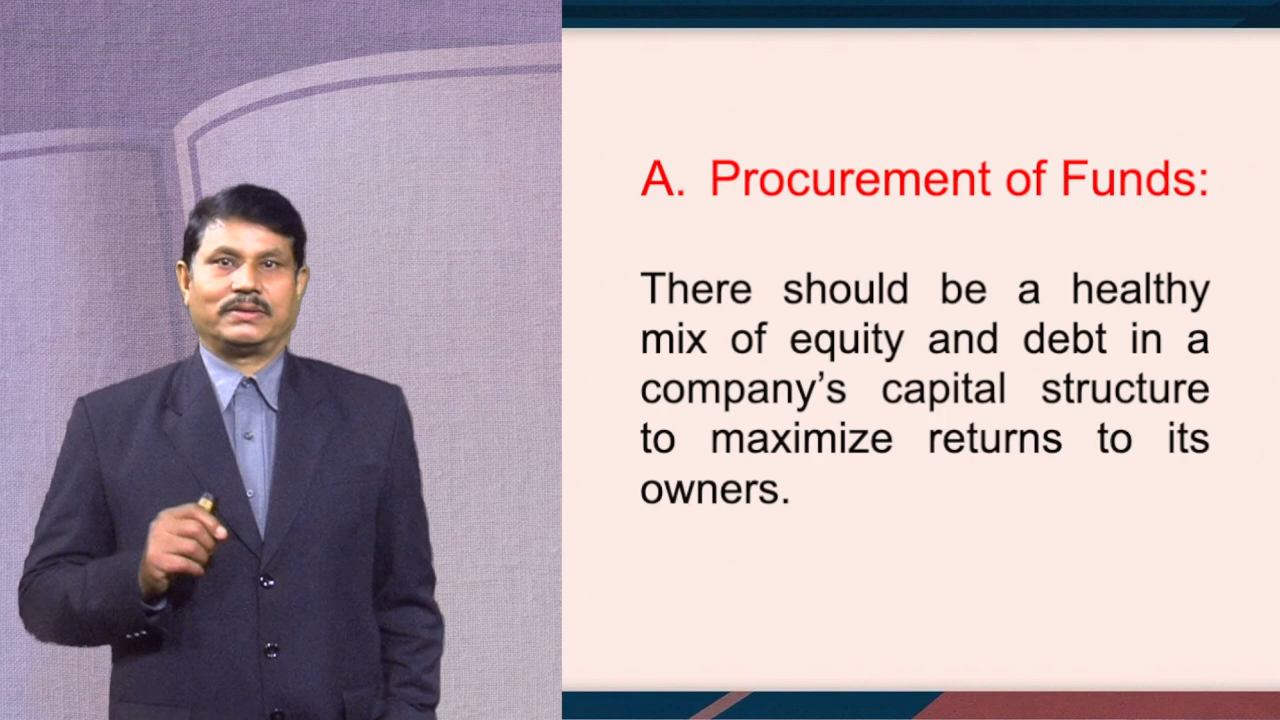 A. Procurement of Funds:
There should be a healthy
mix of equity and debt in a
company’s capital structure
to maximize returns to its
owners.